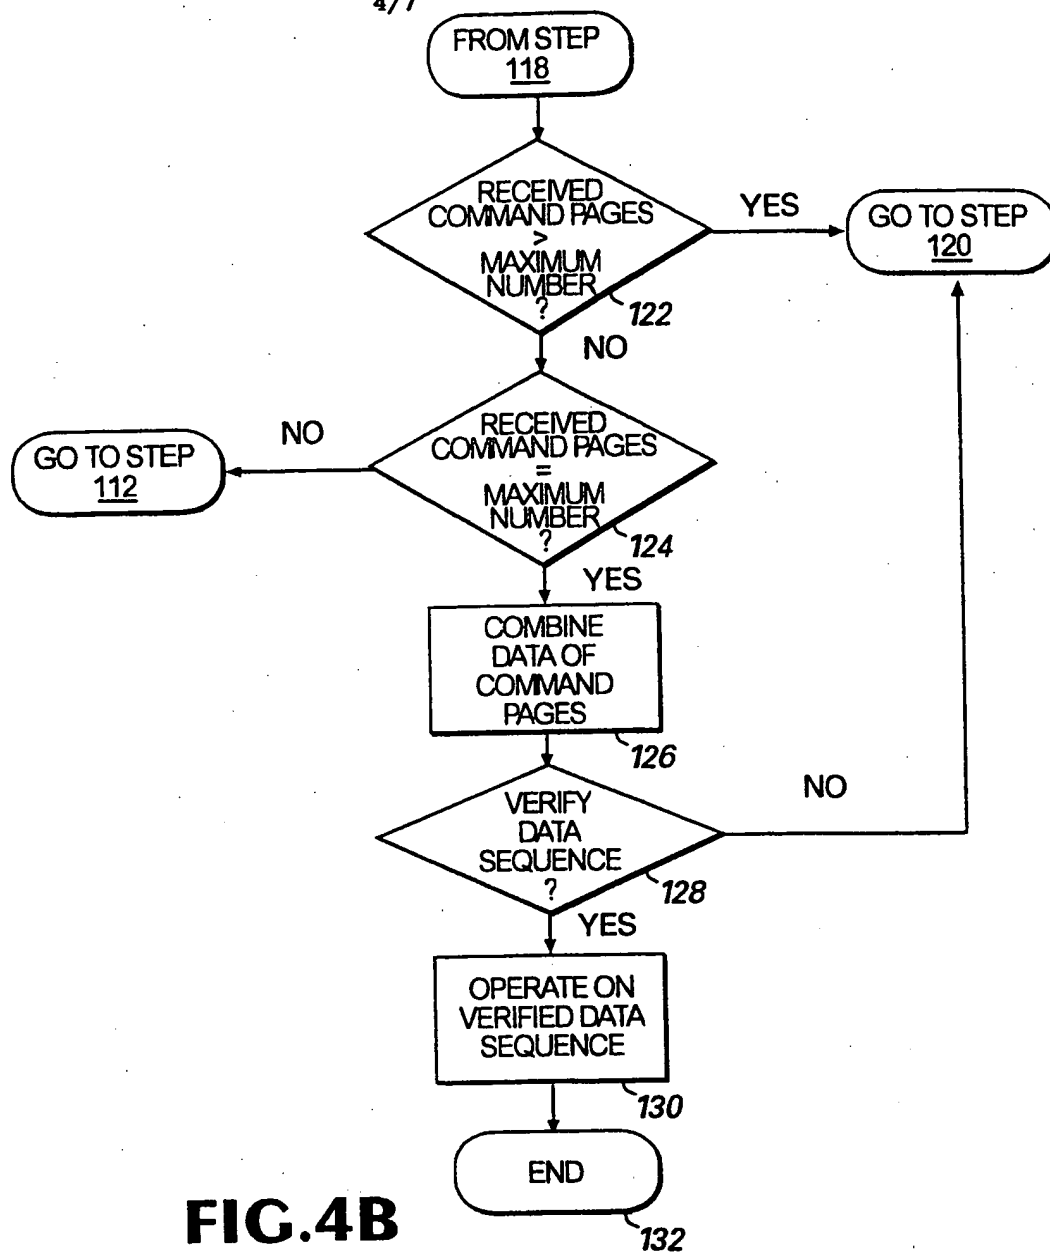 4/7
FROM STEP
118
RECEIVED
COMMAND PAGES
>
MAXIMUM
NUMBER
?
122
YES
GO TO STEP
120
NO
RECEIVED
COMMAND PAGES
=
MAXIMUM
NUMBER
?
124
NO
GO TO STEP
112
YES
COMBINE
DATA OF
COMMAND
PAGES
126
VERIFY
DATA
SEQUENCE
?
128
NO
YES
OPERATE ON
VERIFIED DATA
SEQUENCE
130
END
132
FIG.4B